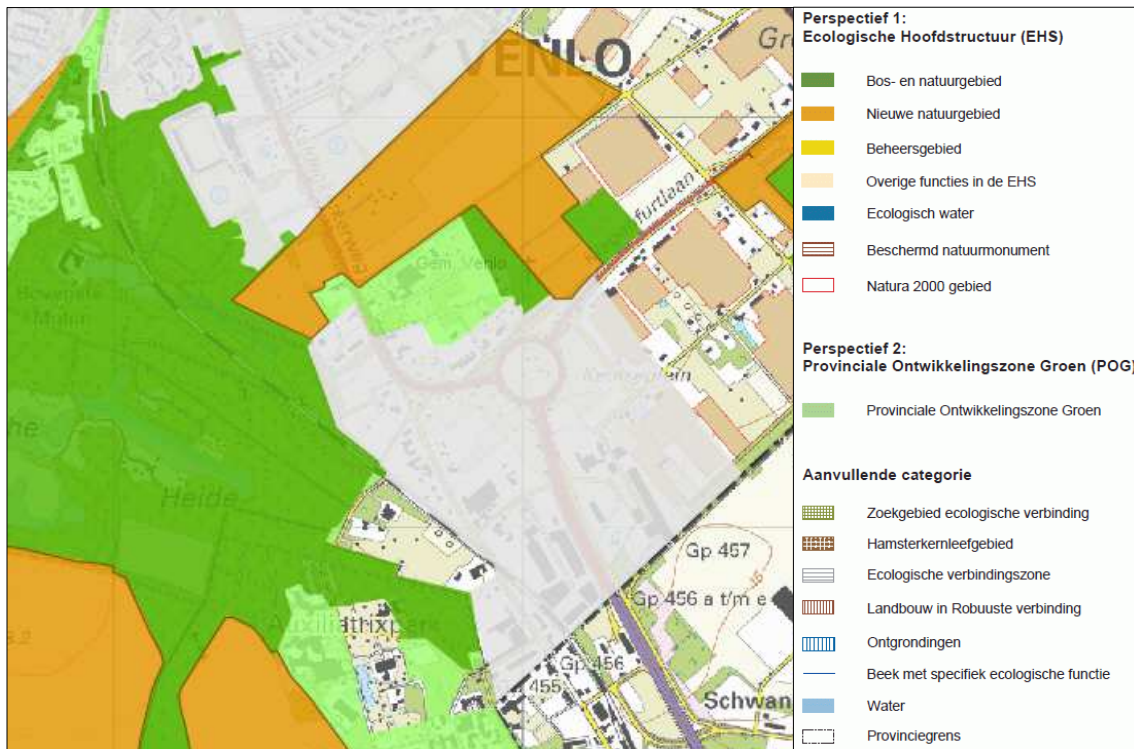 VENLO
furtlaan
Gem. Venlo
Keulseplein
Heide
Gp 457
Gp 456 a t/m e
Auxiliatrixpark
Gp 456
455
Schwan
Perspectief 1:
Ecologische Hoofdstructuur (EHS)
Bos- en natuurgebied
Nieuwe natuurgebied
Beheersgebied
Overige functies in de EHS
Ecologisch water
Beschermd natuurmonument
Natura 2000 gebied
Perspectief 2:
Provinciale Ontwikkelingszone Groen (POG)
Provinciale Ontwikkelingszone Groen
Aanvullende categorie
Zoekgebied ecologische verbinding
Hamsterkernleefgebied
Ecologische verbindingszone
Landbouw in Robuuste verbinding
Ontgrondingen
Beek met specifiek ecologische functie
Water
Provinciegrens